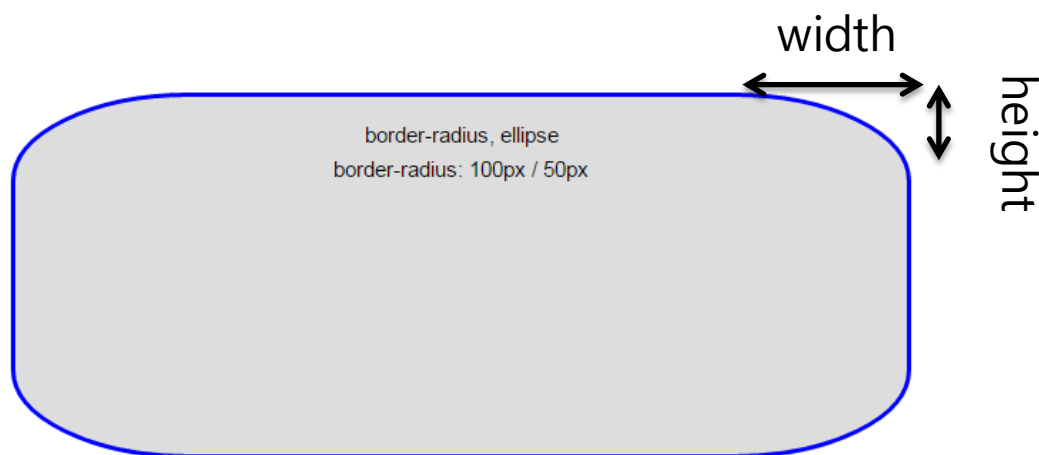 width
height
border-radius, ellipse
border-radius: 100px / 50px